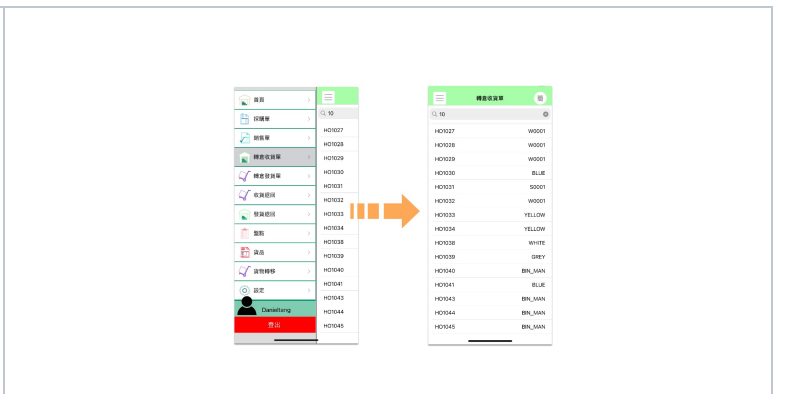 首頁
採購單
銷售單
轉倉收貨單
轉倉發貨單
收貨退回
發貨退回
盤點
貨品
貨物轉移
設定
Danieltang
登出
10
HO1027
HO1028
HO1029
HO1030
HO1031
HO1032
HO1033
HO1034
HO1038
HO1039
HO1040
HO1041
HO1043
HO1044
HO1045
轉倉收貨單
10
HO1027 W0001
HO1028 W0001
HO1029 W0001
HO1030 BLUE
HO1031 S0001
HO1032 W0001
HO1033 YELLOW
HO1034 YELLOW
HO1038 WHITE
HO1039 GREY
HO1040 BIN_MAN
HO1041 BLUE
HO1043 BIN_MAN
HO1044 BIN_MAN
HO1045 BIN_MAN